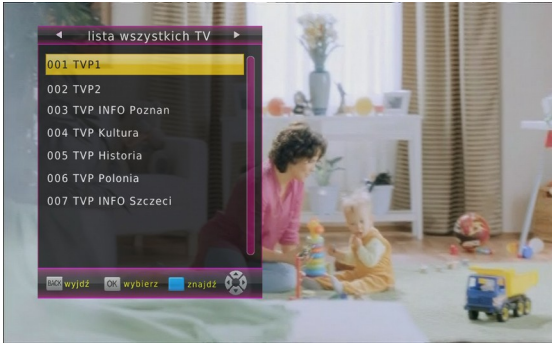 lista wszystkich TV
001 TVP1
002 TVP2
003 TVP INFO Poznan
004 TVP Kultura
005 TVP Historia
006 TVP Polonia
007 TVP INFO Szczeci
BACK wyjdź OK wybierz znajdź